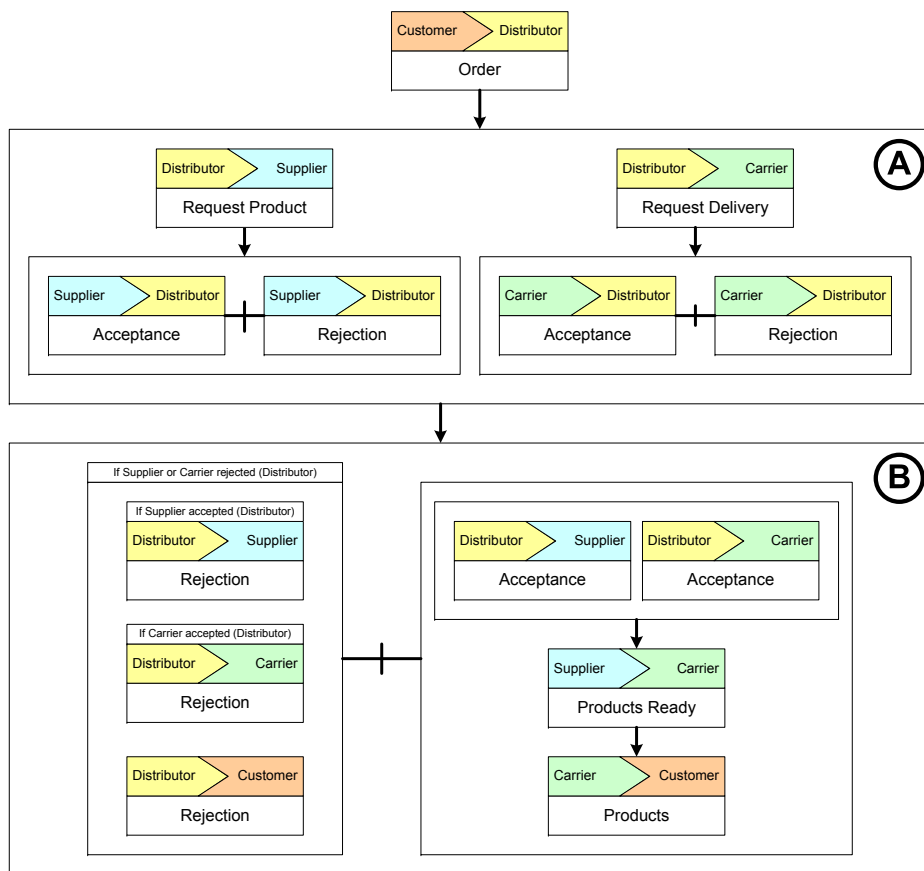 Customer Distributor
Order
A
Distributor Supplier
Request Product
Distributor Carrier
Request Delivery
Supplier Distributor
Acceptance
Supplier Distributor
Rejection
Carrier Distributor
Acceptance
Carrier Distributor
Rejection
B
If Supplier or Carrier rejected (Distributor)
If Supplier accepted (Distributor)
Distributor Supplier
Rejection
If Carrier accepted (Distributor)
Distributor Carrier
Rejection
Distributor Customer
Rejection
Distributor Supplier
Acceptance
Distributor Carrier
Acceptance
Supplier Carrier
Products Ready
Carrier Customer
Products